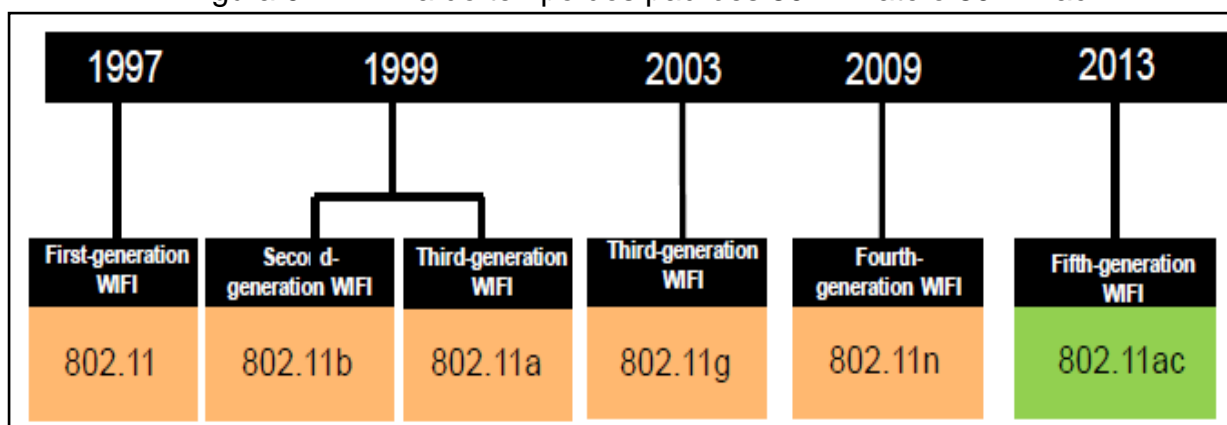 1997 1999 2003 2009 2013
First-generation
WIFI
Second-
generation WIFI
Third-generation
WIFI
Third-generation
WIFI
Fourth-
generation WIFI
Fifth-generation
WIFI
802.11 802.11b 802.11a 802.11g 802.11n 802.11ac